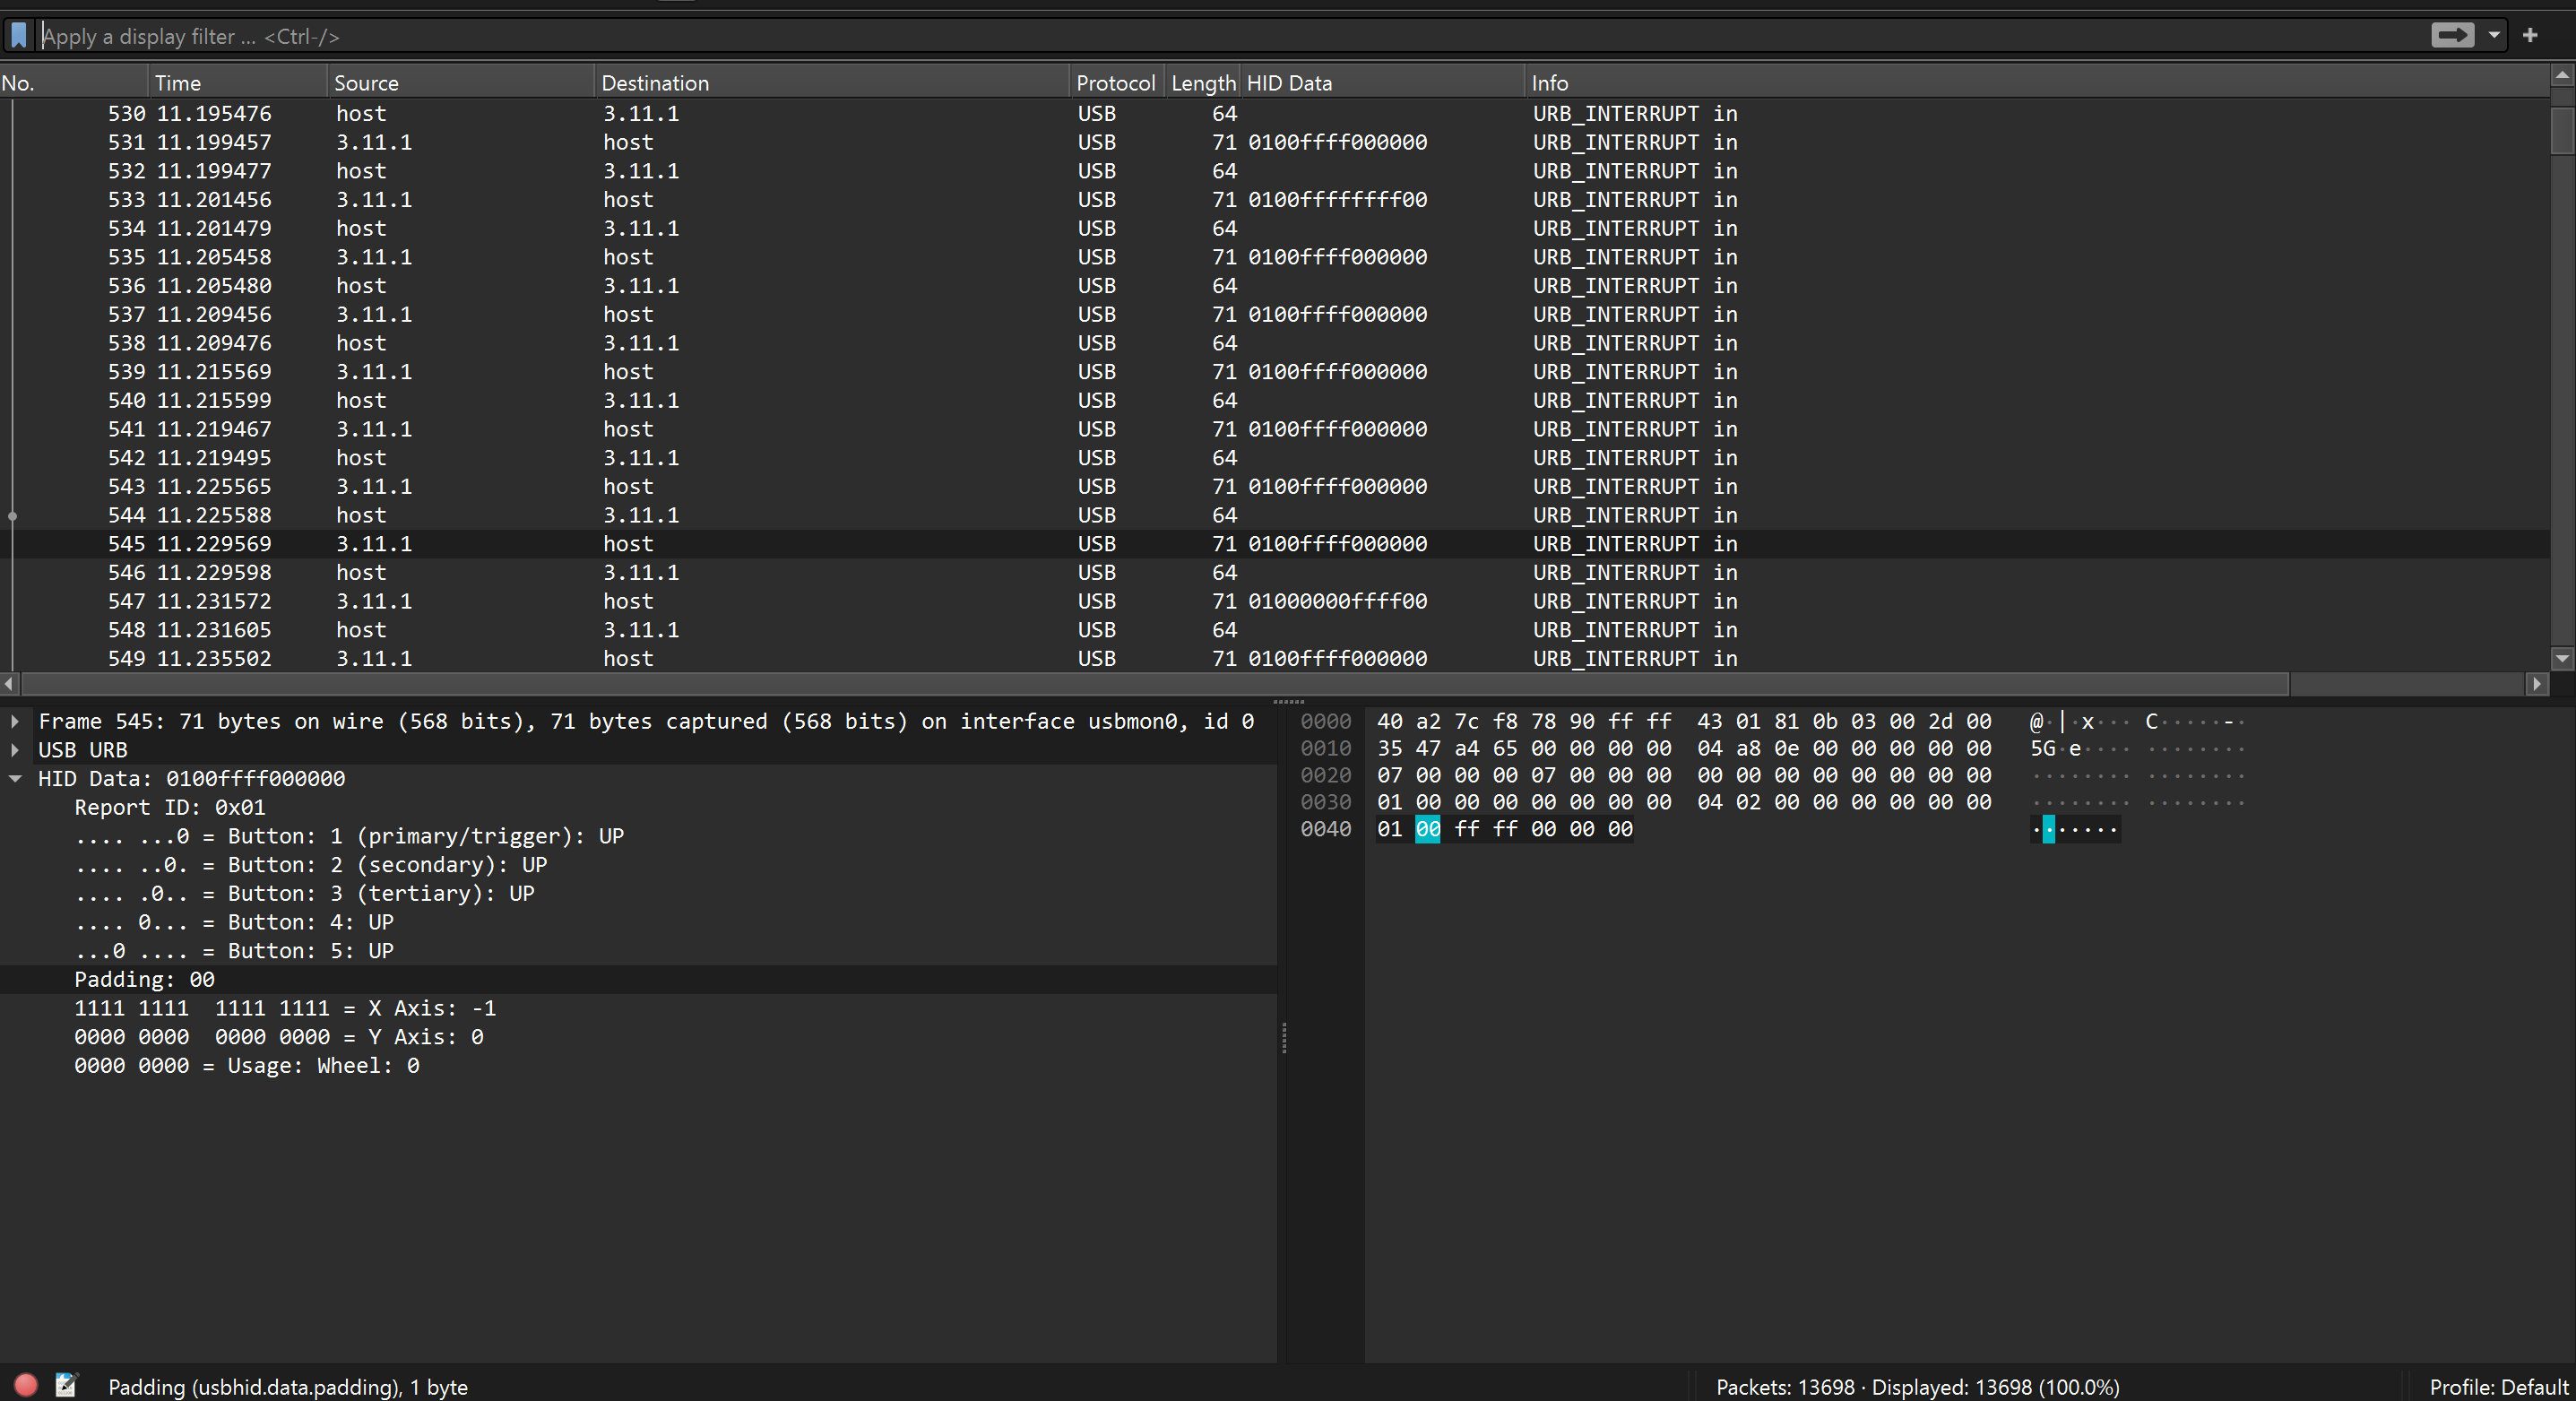 Apply a display filter ... <Ctrl-/>
No. Time Source Destination Protocol Length HID Data Info
530 11.195476 host 3.11.1 USB 64 URB_INTERRUPT in
531 11.199457 3.11.1 host USB 71 0100ffff000000 URB_INTERRUPT in
532 11.199477 host 3.11.1 USB 64 URB_INTERRUPT in
533 11.201456 3.11.1 host USB 71 0100ffffffff00 URB_INTERRUPT in
534 11.201479 host 3.11.1 USB 64 URB_INTERRUPT in
535 11.205458 3.11.1 host USB 71 0100ffff000000 URB_INTERRUPT in
536 11.205480 host 3.11.1 USB 64 URB_INTERRUPT in
537 11.209456 3.11.1 host USB 71 0100ffff000000 URB_INTERRUPT in
538 11.209476 host 3.11.1 USB 64 URB_INTERRUPT in
539 11.215569 3.11.1 host USB 71 0100ffff000000 URB_INTERRUPT in
540 11.215599 host 3.11.1 USB 64 URB_INTERRUPT in
541 11.219467 3.11.1 host USB 71 0100ffff000000 URB_INTERRUPT in
542 11.219495 host 3.11.1 USB 64 URB_INTERRUPT in
543 11.225565 3.11.1 host USB 71 0100ffff000000 URB_INTERRUPT in
544 11.225588 host 3.11.1 USB 64 URB_INTERRUPT in
545 11.229569 3.11.1 host USB 71 0100ffff000000 URB_INTERRUPT in
546 11.229598 host 3.11.1 USB 64 URB_INTERRUPT in
547 11.231572 3.11.1 host USB 71 01000000ffff00 URB_INTERRUPT in
548 11.231605 host 3.11.1 USB 64 URB_INTERRUPT in
549 11.235502 3.11.1 host USB 71 0100ffff000000 URB_INTERRUPT in
Frame 545: 71 bytes on wire (568 bits), 71 bytes captured (568 bits) on interface usbmon0, id 0
USB URB
HID Data: 0100ffff000000
Report ID: 0x01
.... ...0 = Button: 1 (primary/trigger): UP
.... ..0. = Button: 2 (secondary): UP
.... .0.. = Button: 3 (tertiary): UP
.... 0... = Button: 4: UP
...0 .... = Button: 5: UP
Padding: 00
1111 1111  1111 1111 = X Axis: -1
0000 0000  0000 0000 = Y Axis: 0
0000 0000 = Usage: Wheel: 0
0000 40 a2 7c f8 78 90 ff ff 43 01 81 0b 03 00 2d 00 @·|·x··· C·····-·
0010 35 47 a4 65 00 00 00 00 04 a8 0e 00 00 00 00 00 5G·e···· ········
0020 07 00 00 00 07 00 00 00 00 00 00 00 00 00 00 00 ········ ········
0030 01 00 00 00 00 00 00 00 04 02 00 00 00 00 00 00 ········ ········
0040 01 00 ff ff 00 00 00 ·······
Padding (usbhid.data.padding), 1 byte
Packets: 13698 · Displayed: 13698 (100.0%)
Profile: Default